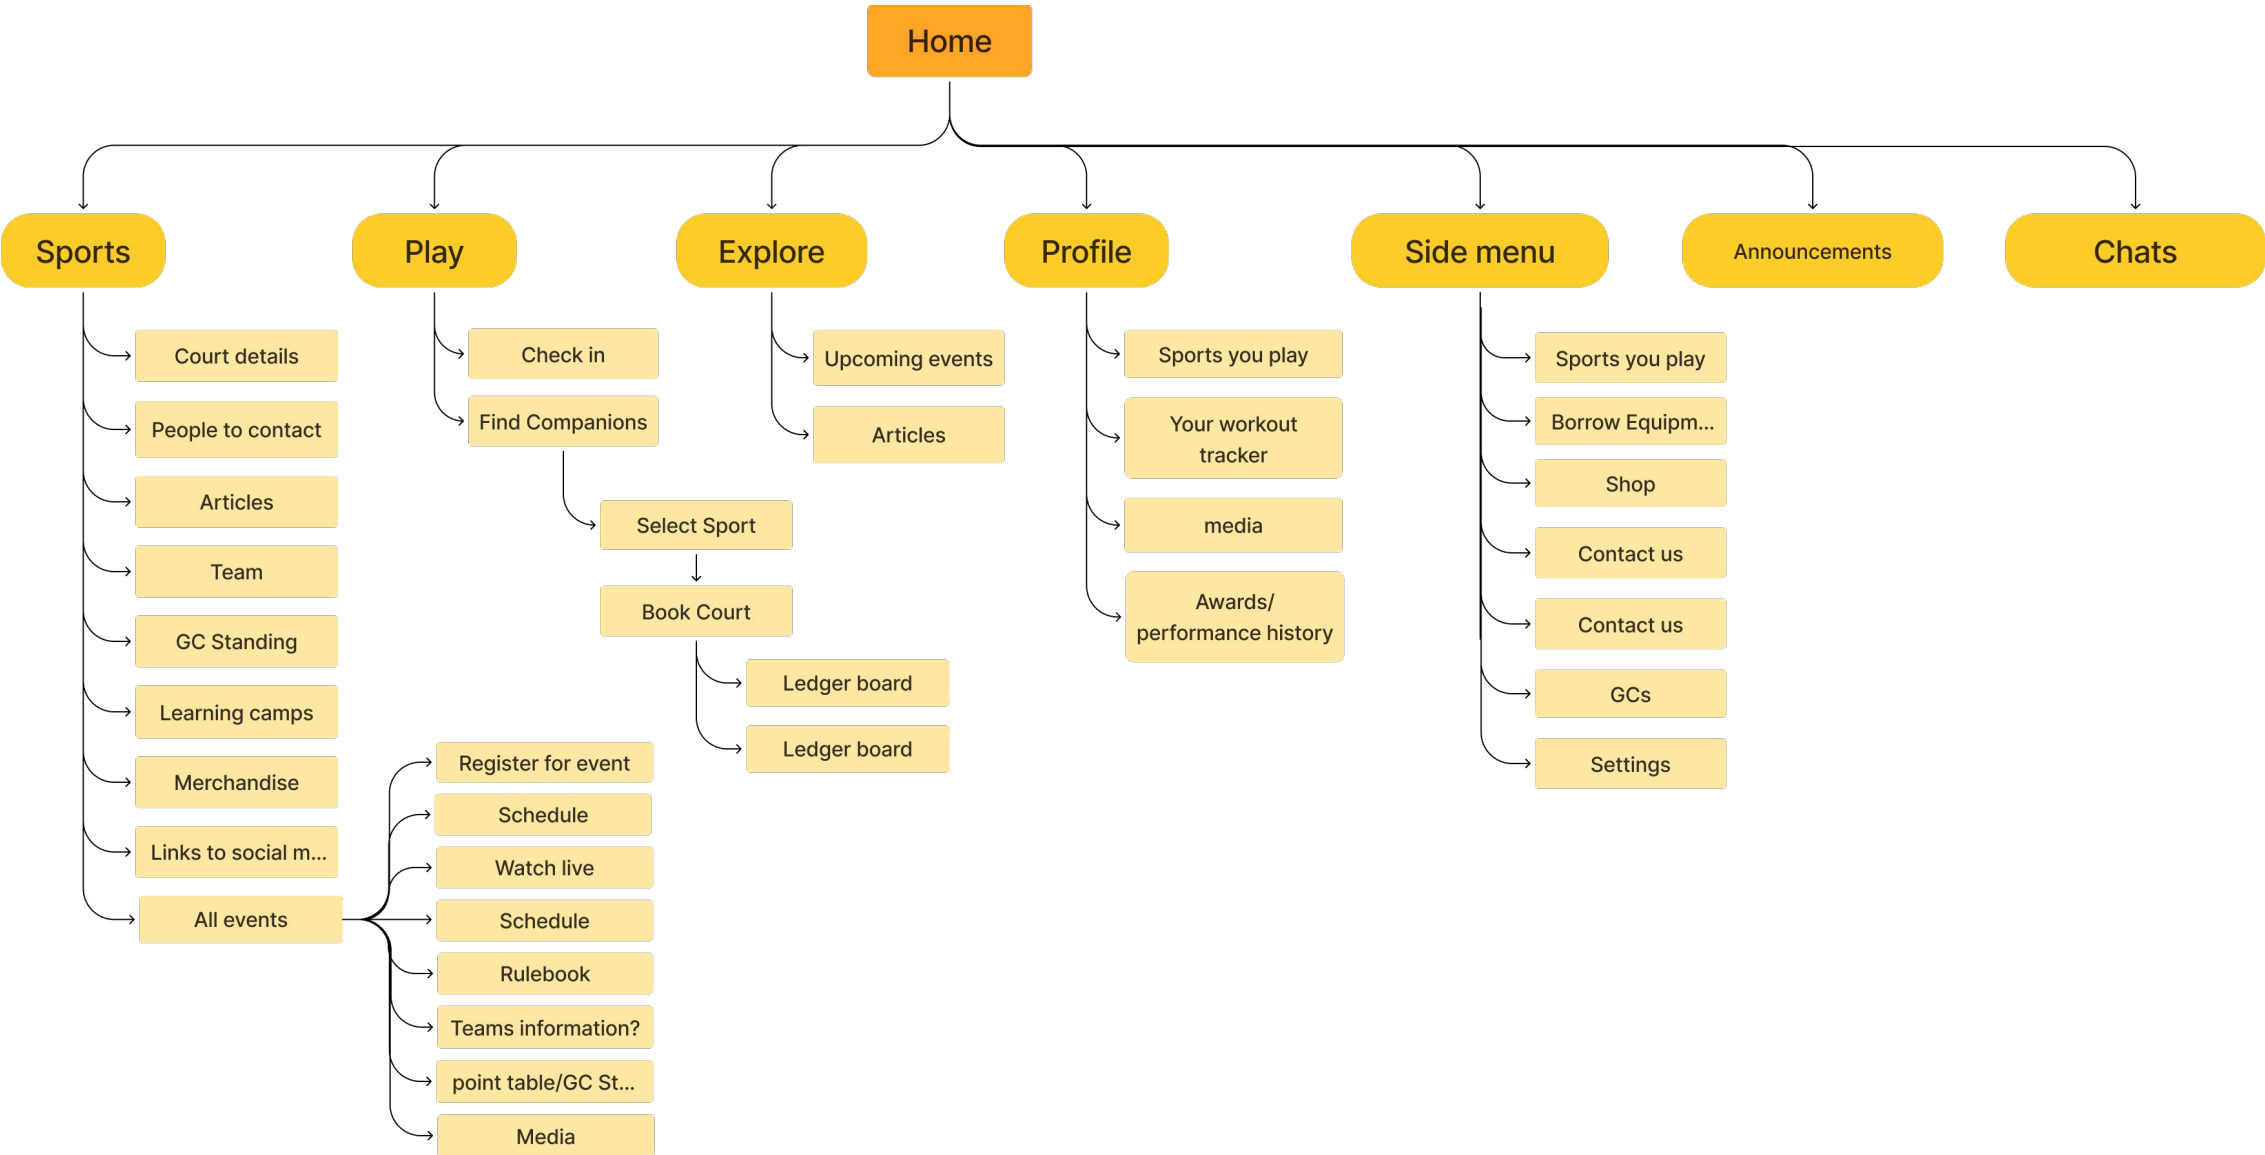 Home
Sports
Play
Explore
Profile
Side menu
Announcements
Chats
Court details
People to contact
Articles
Team
GC Standing
Learning camps
Merchandise
Links to social m...
All events
Register for event
Schedule
Watch live
Schedule
Rulebook
Teams information?
point table/GC St...
Media
Check in
Find Companions
Select Sport
Book Court
Ledger board
Ledger board
Upcoming events
Articles
Sports you play
Your workout
tracker
media
Awards/
performance history
Sports you play
Borrow Equipm...
Shop
Contact us
Contact us
GCs
Settings